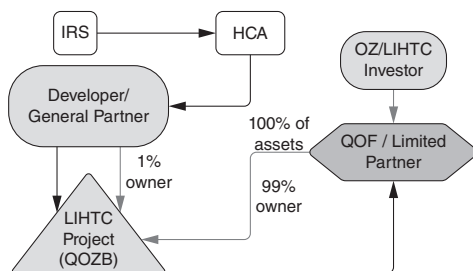 IRS
HCA
OZ/LIHTC
Investor
Developer/
General Partner
100% of
assets
QOF / Limited
Partner
1%
owner
99%
owner
LIHTC
Project
(QOZB)